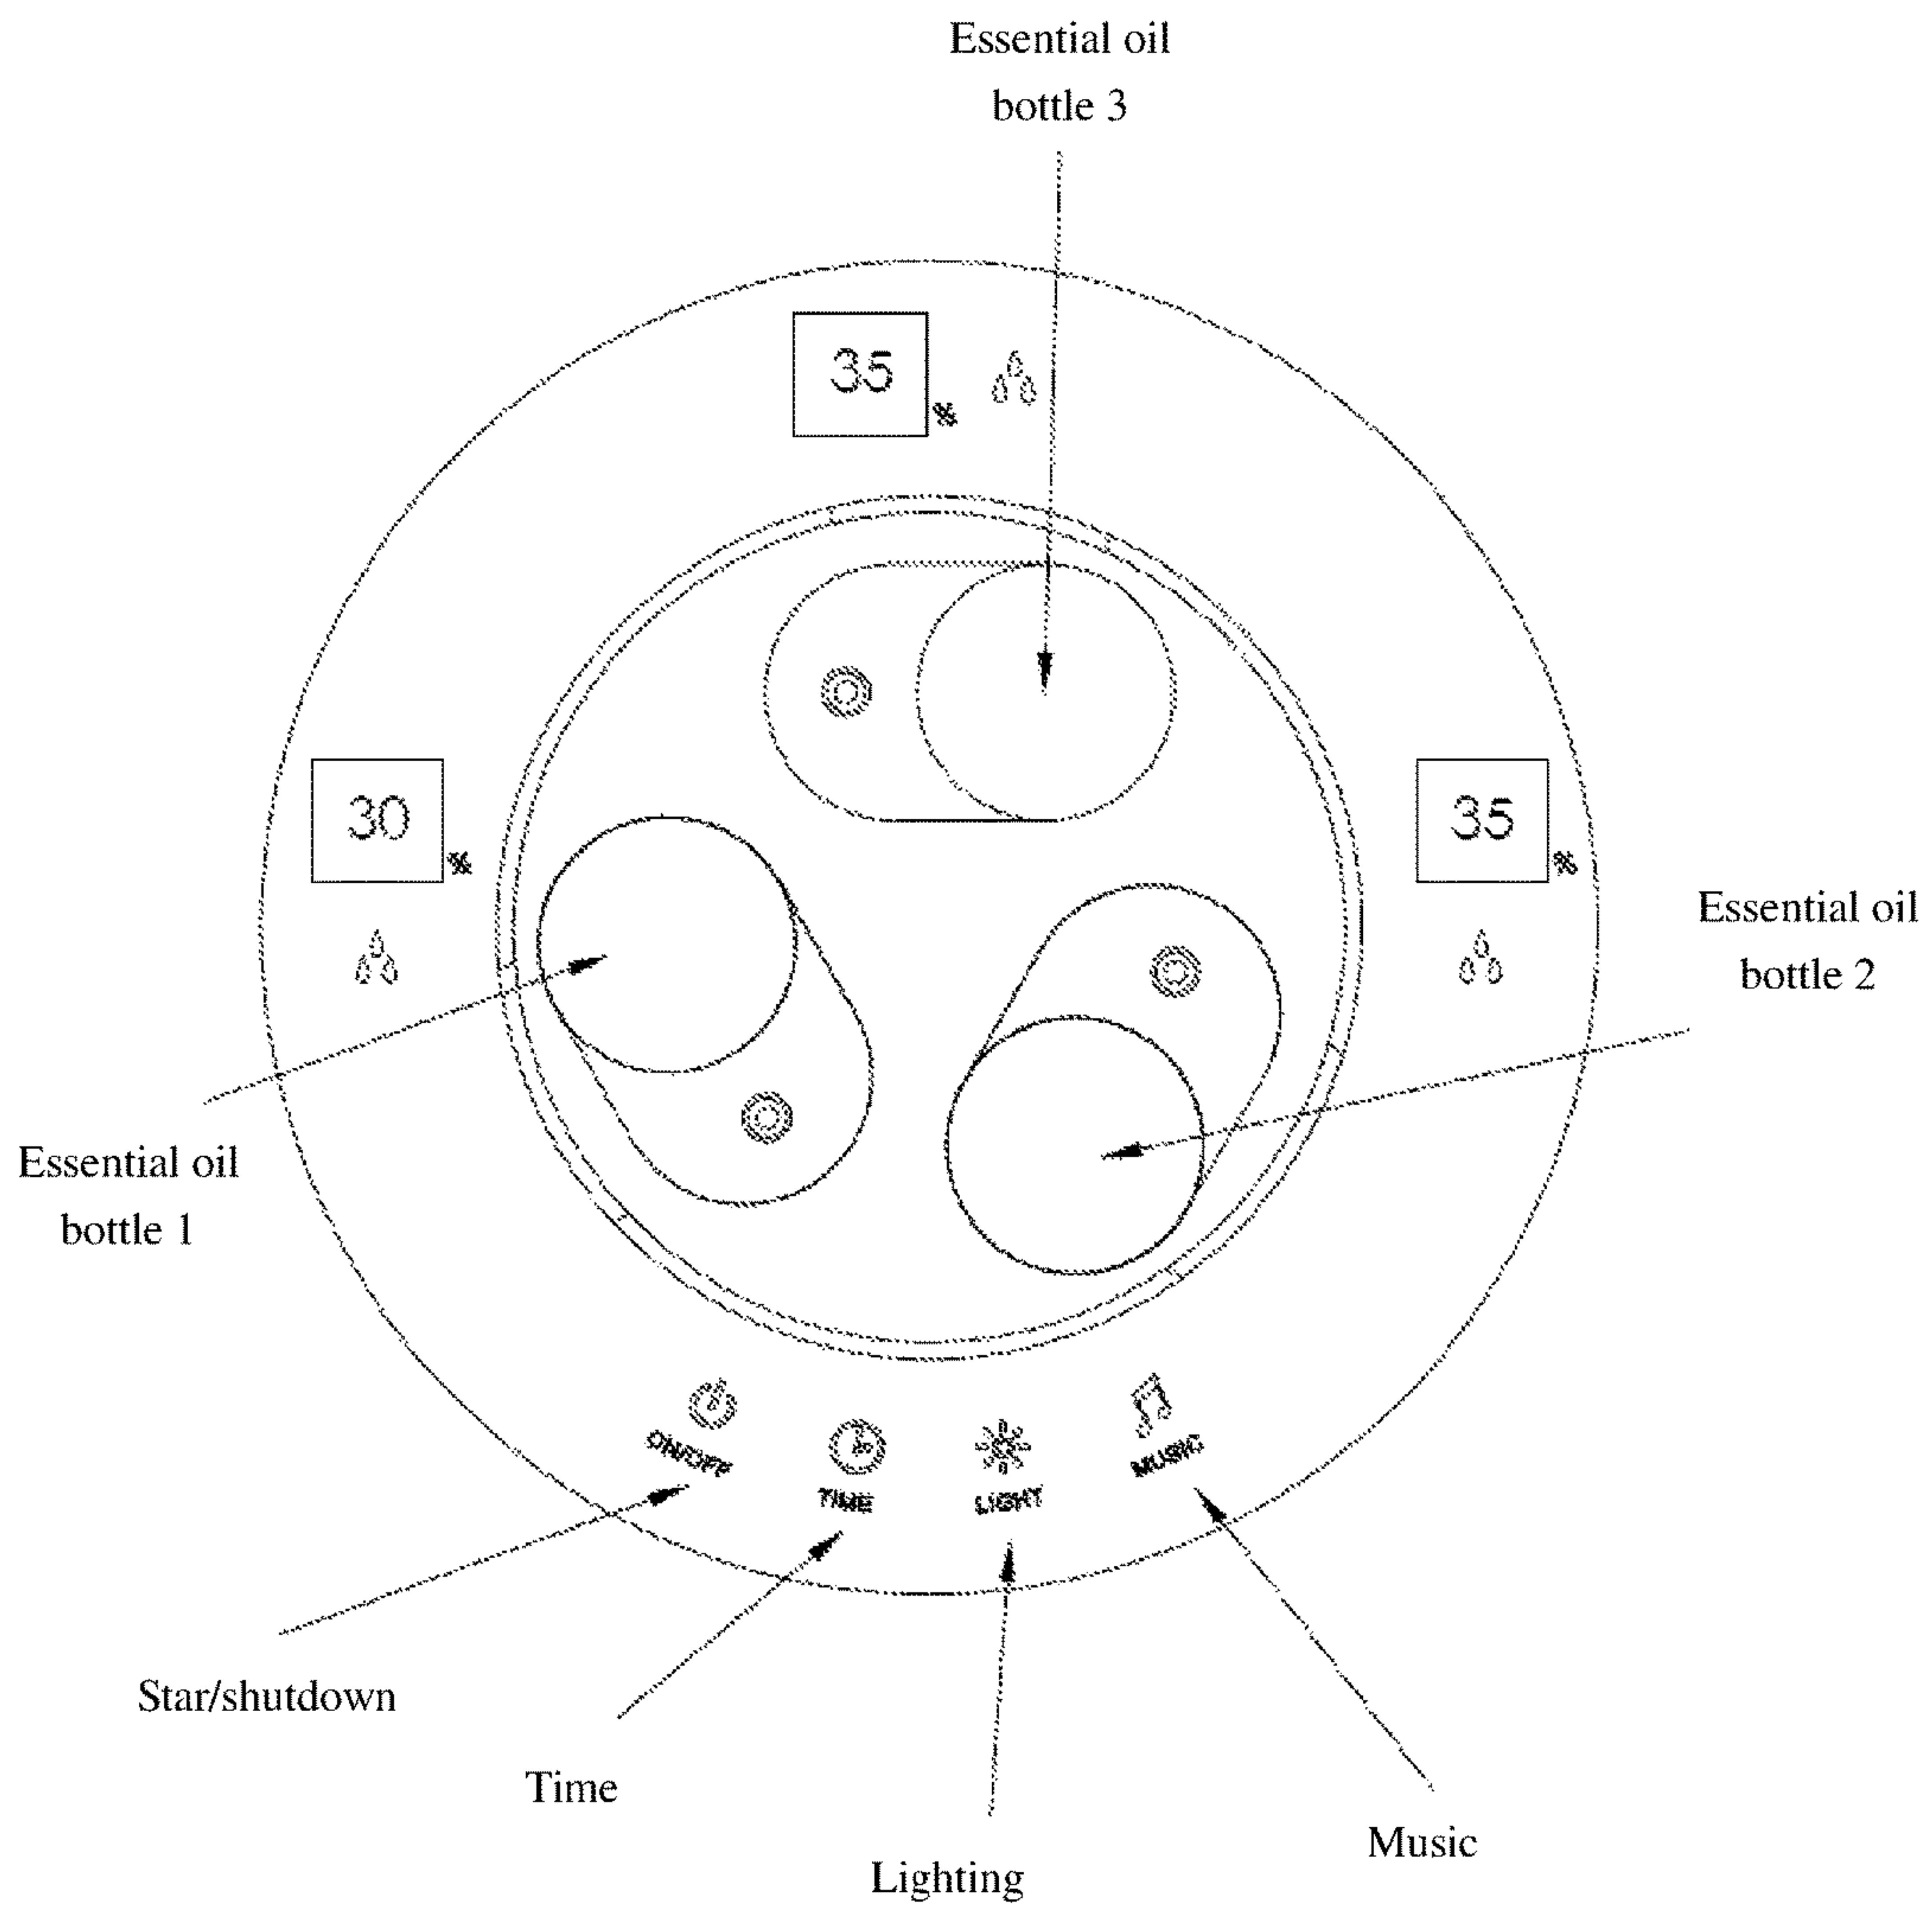 Essential oil
bottle 3
35
%
30
%
35
%
Essential oil
bottle 2
Essential oil
bottle 1
ON/OFF
TIME
LIGHT
MUSIC
Star/shutdown
Time
Lighting
Music